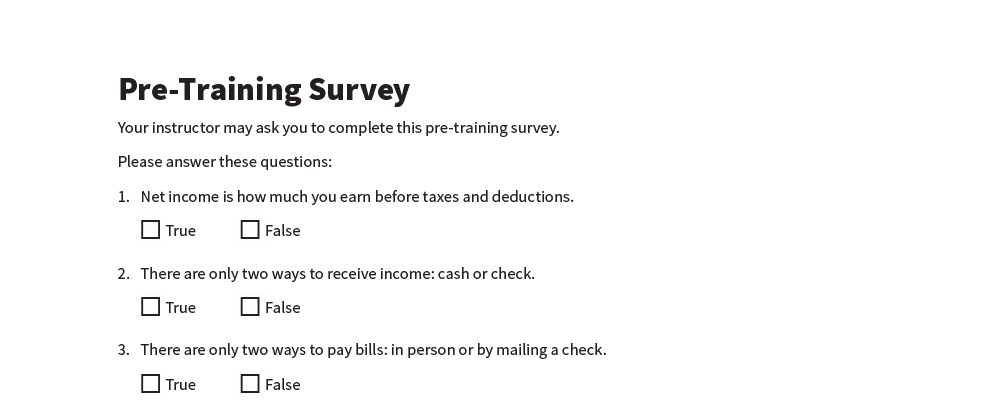 Pre-Training Survey
Your instructor may ask you to complete this pre-training survey.
Please answer these questions:
1. Net income is how much you earn before taxes and deductions.
True False
2. There are only two ways to receive income: cash or check.
True False
3. There are only two ways to pay bills: in person or by mailing a check.
True False